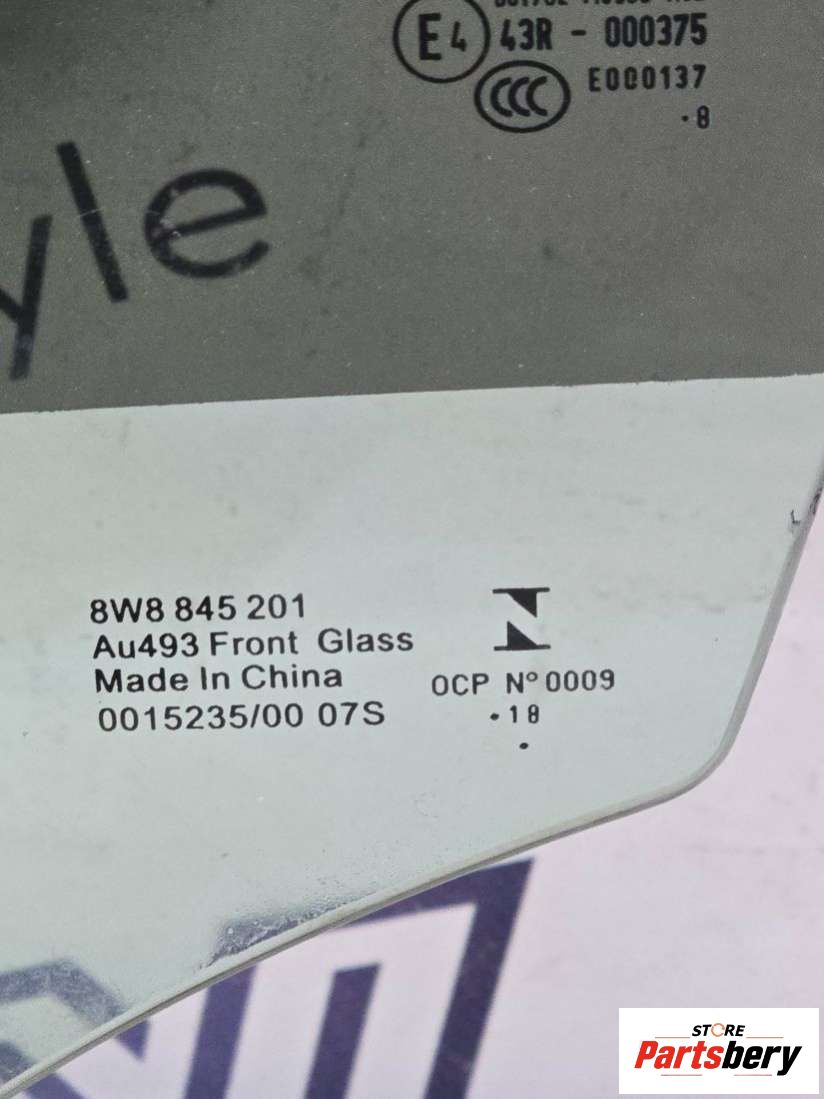 E4 43R - 000375
CCC E000137
.8
yle
8W8 845 201
Au493 Front Glass
Made In China
0015235/00 07S
OCP Nº 0009
.18
.
STORE
Partsbery